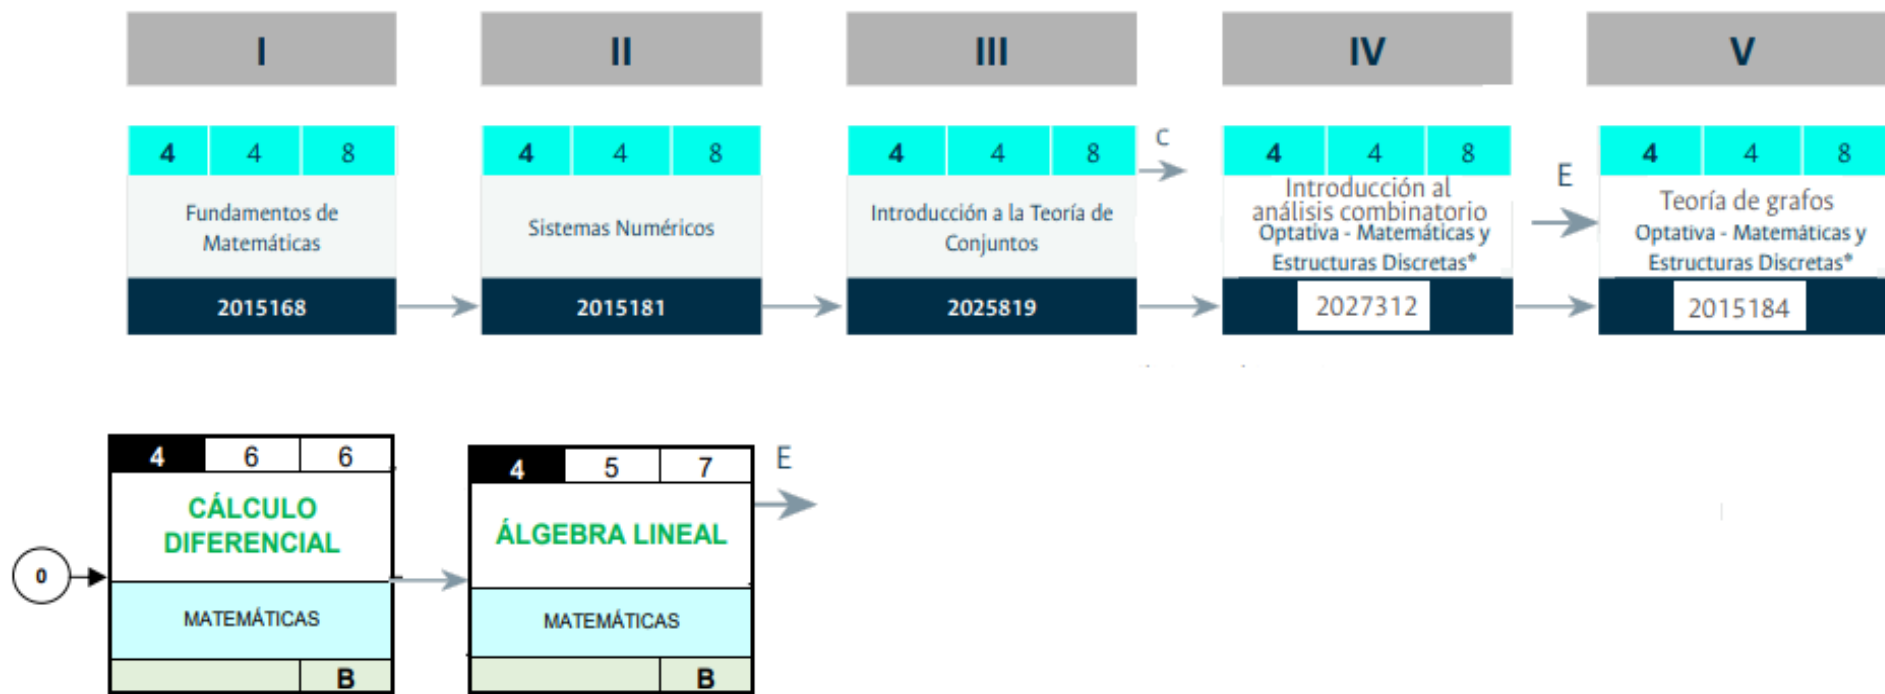 I II III IV V
4 4 8 4 4 8 4 4 8 C 4 4 8 E 4 4 8
Fundamentos de
Matemáticas
2015168
Sistemas Numéricos
2015181
Introducción a la Teoría de
Conjuntos
2025819
Introducción al
análisis combinatorio
Optativa - Matemáticas y
Estructuras Discretas*
2027312
Teoría de grafos
Optativa - Matemáticas y
Estructuras Discretas*
2015184
0
4 6 6
CÁLCULO
DIFERENCIAL
MATEMÁTICAS
B
4 5 7
ÁLGEBRA LINEAL
MATEMÁTICAS
B
E